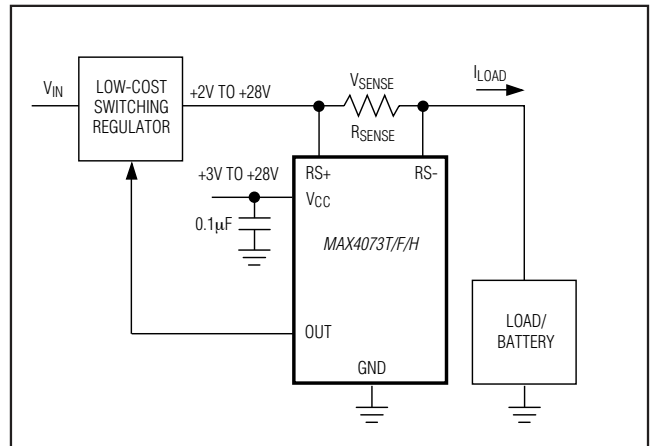 V_IN
LOW-COST
SWITCHING
REGULATOR
+2V TO +28V
V_SENSE
R_SENSE
I_LOAD
+3V TO +28V
0.1μF
RS+
RS-
V_CC
MAX4073T/F/H
OUT
GND
LOAD/
BATTERY